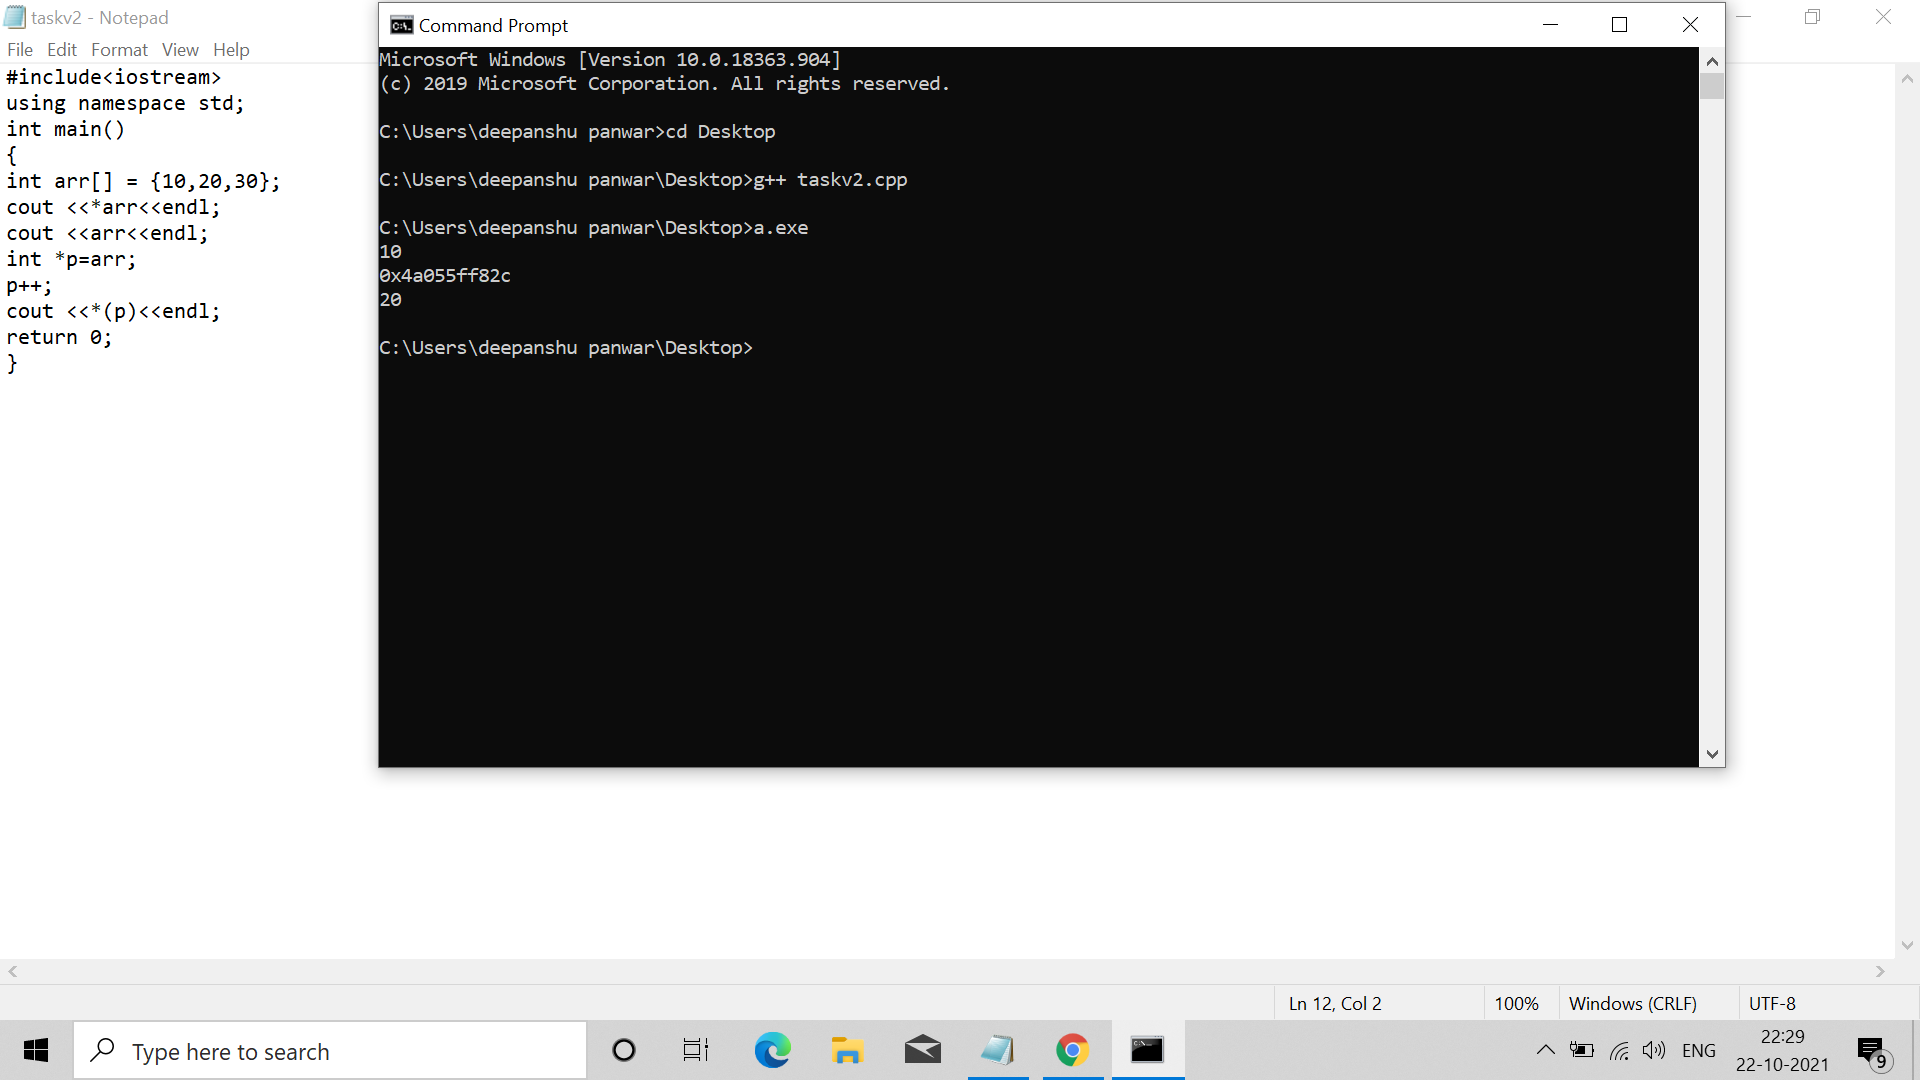 taskv2 - Notepad
File Edit Format View Help
#include<iostream>
using namespace std;
int main()
{
int arr[] = {10,20,30};
cout <<*arr<<endl;
cout <<arr<<endl;
int *p=arr;
p++;
cout <<*(p)<<endl;
return 0;
}
Command Prompt
Microsoft Windows [Version 10.0.18363.904]
(c) 2019 Microsoft Corporation. All rights reserved.
C:\Users\deepanshu panwar>cd Desktop
C:\Users\deepanshu panwar\Desktop>g++ taskv2.cpp
C:\Users\deepanshu panwar\Desktop>a.exe
10
0x4a055ff82c
20
C:\Users\deepanshu panwar\Desktop>
Ln 12, Col 2 100% Windows (CRLF) UTF-8
Type here to search
ENG
22:29
22-10-2021
9